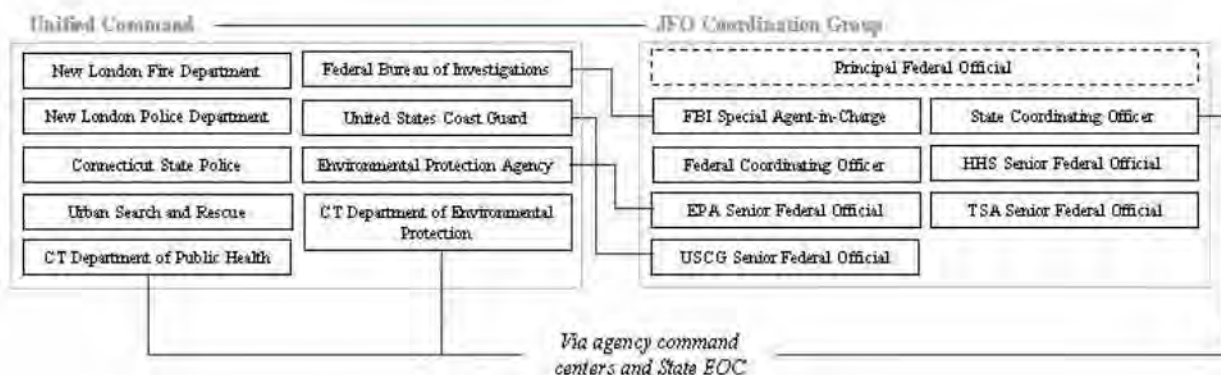 Unified Command
JFO Coordination Group
New London Fire Department
Federal Bureau of Investigations
New London Police Department
United States Coast Guard
Connecticut State Police
Environmental Protection Agency
Urban Search and Rescue
CT Department of Environmental
Protection
CT Department of Public Health
Principal Federal Official
FBI Special Agent-in-Charge
State Coordinating Officer
Federal Coordinating Officer
HHS Senior Federal Official
EPA Senior Federal Official
TSA Senior Federal Official
USCG Senior Federal Official
Via agency command
centers and State EOC